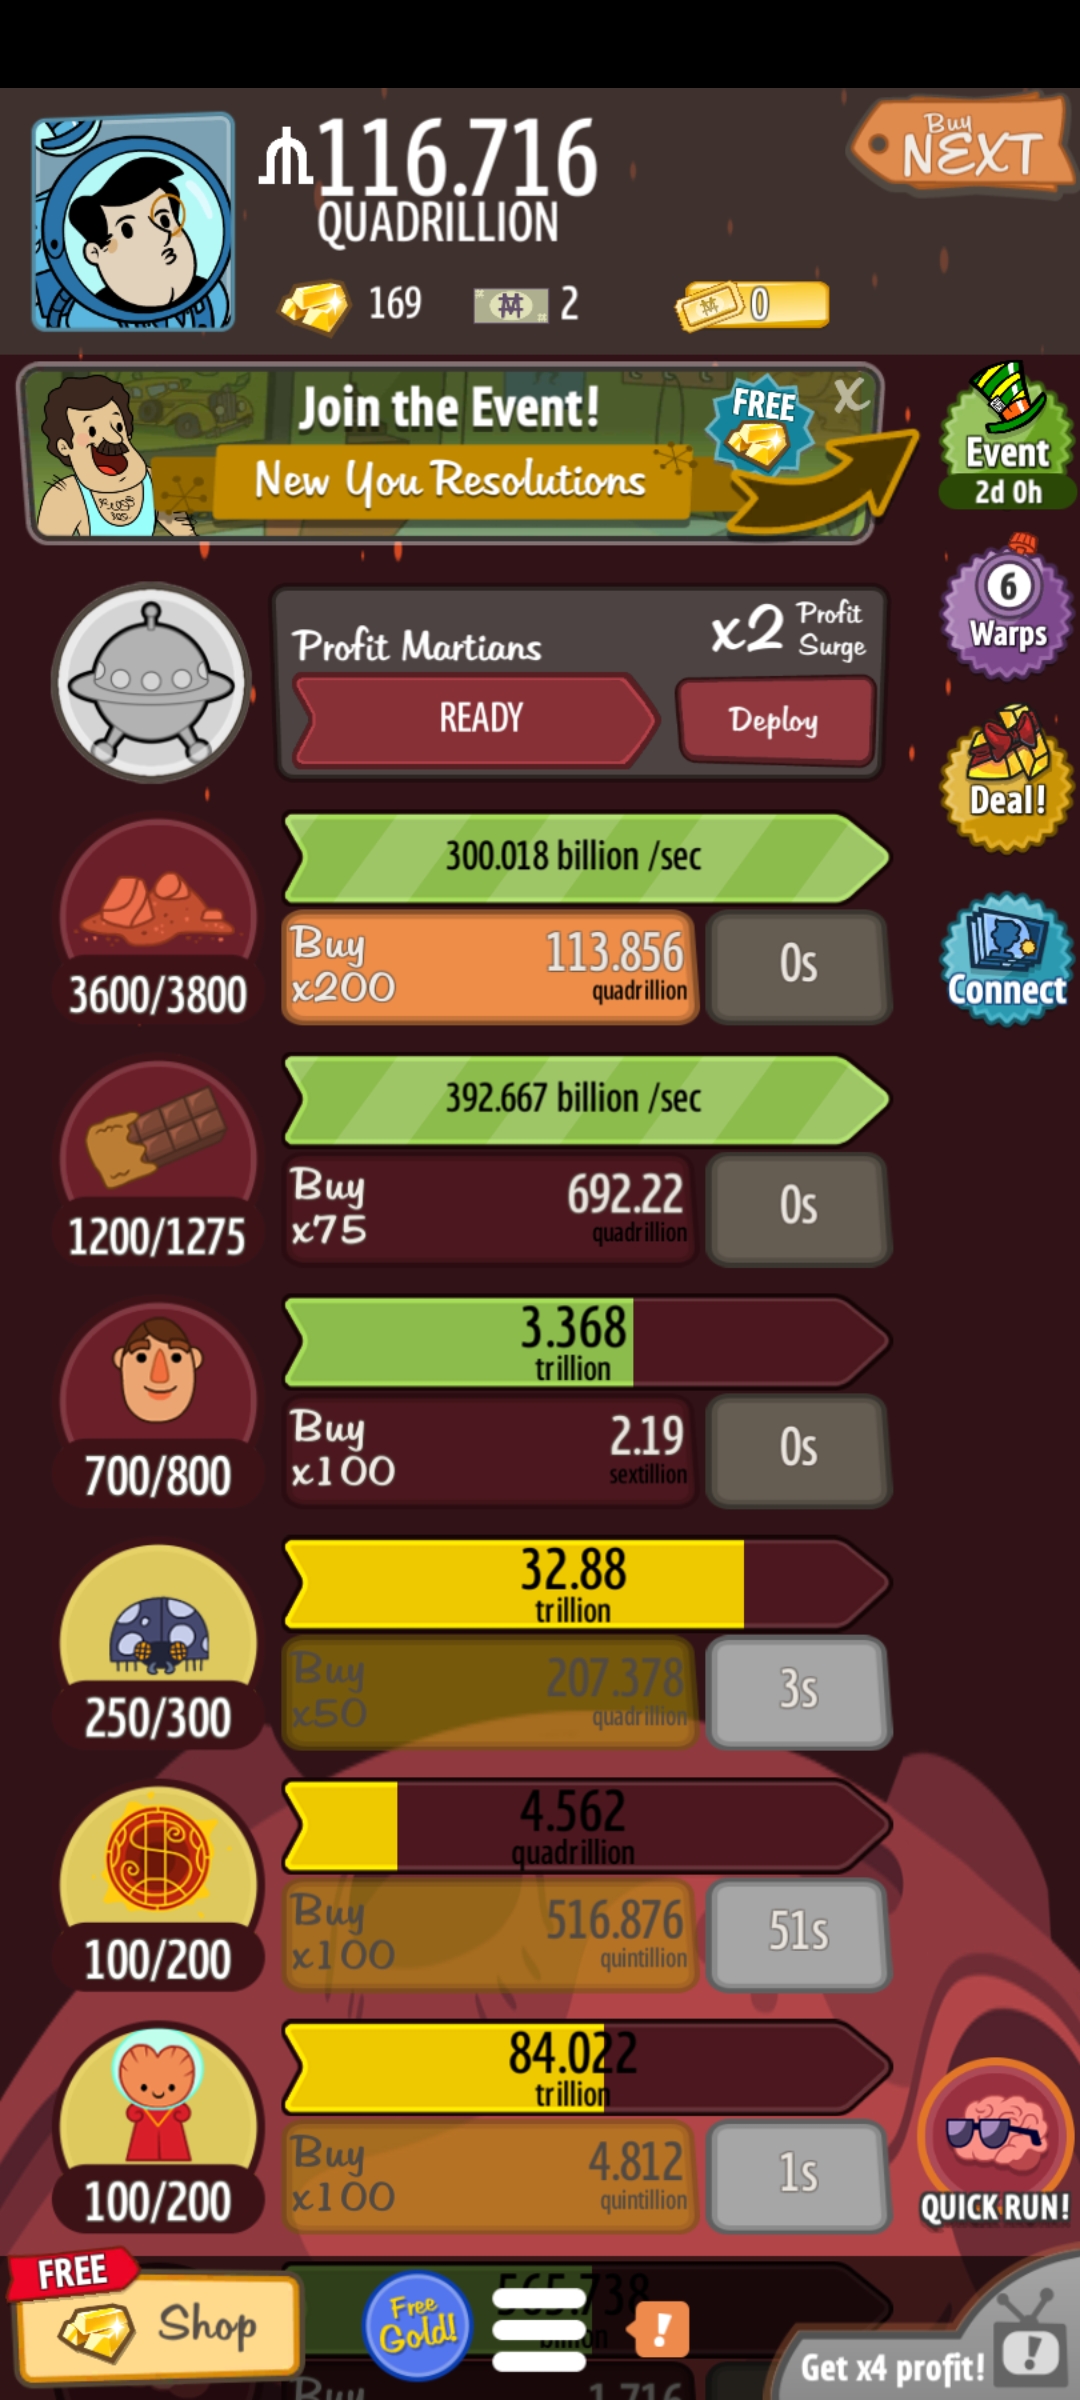 116.716
QUADRILLION
Buy
NEXT
169
2
0
Join the Event!
FREE
X
New You Resolutions
Event
2d 0h
6
Warps
Profit Martians
x2 Profit
Surge
READY
Deploy
Deal!
300.018 billion /sec
Buy
x200
113.856
quadrillion
0s
3600/3800
Connect
392.667 billion /sec
Buy
x75
692.22
quadrillion
0s
1200/1275
3.368
trillion
Buy
x100
2.19
sextillion
0s
700/800
32.88
trillion
Buy
x50
207.378
quadrillion
3s
250/300
4.562
quadrillion
Buy
x100
516.876
quintillion
51s
100/200
84.022
trillion
Buy
x100
4.812
quintillion
1s
100/200
QUICK RUN!
FREE
Shop
Free
Gold!
565.738
!
Get x4 profit!
!
Buy
1.716